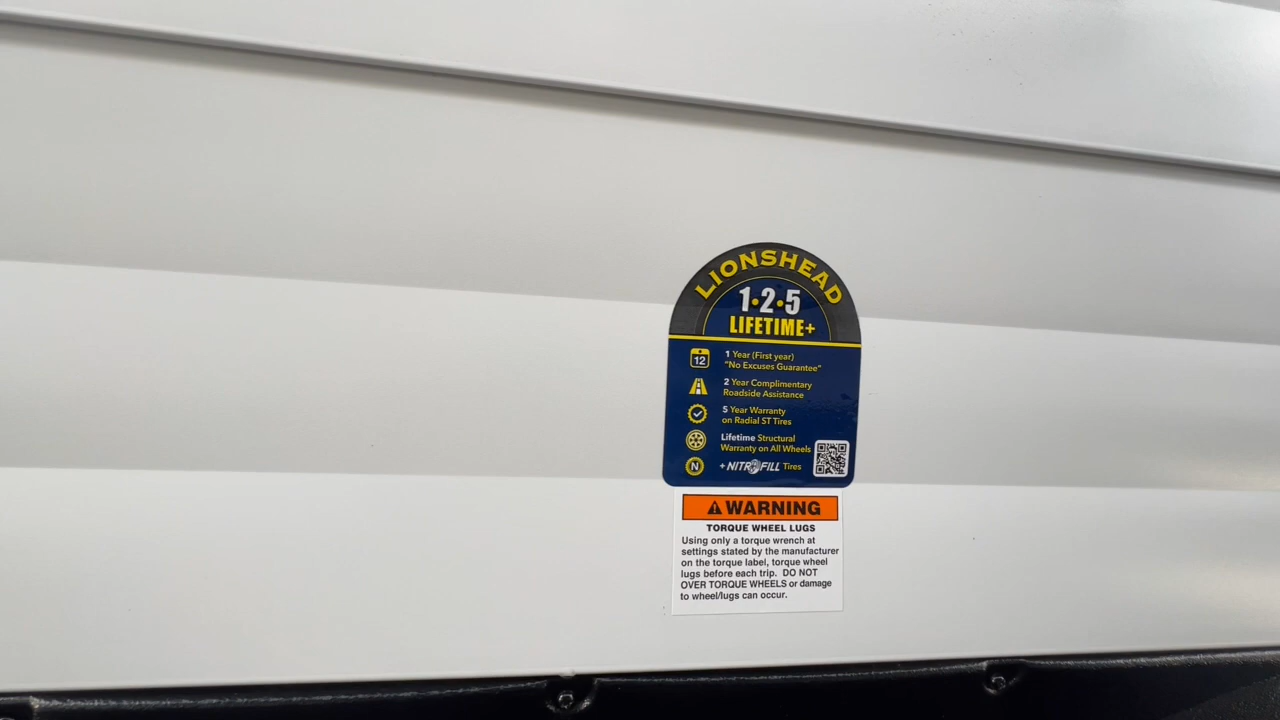 LIONSHEAD
1•2•5
LIFETIME+
12
1 Year (First year)
"No Excuses Guarantee"
2 Year Complimentary
Roadside Assistance
5 Year Warranty
on Radial ST Tires
Lifetime Structural
Warranty on All Wheels
N
+ NITROFILL Tires
⚠ WARNING
TORQUE WHEEL LUGS
Using only a torque wrench at
settings stated by the manufacturer
on the torque label, torque wheel
lugs before each trip. DO NOT
OVER TORQUE WHEELS or damage
to wheel/lugs can occur.